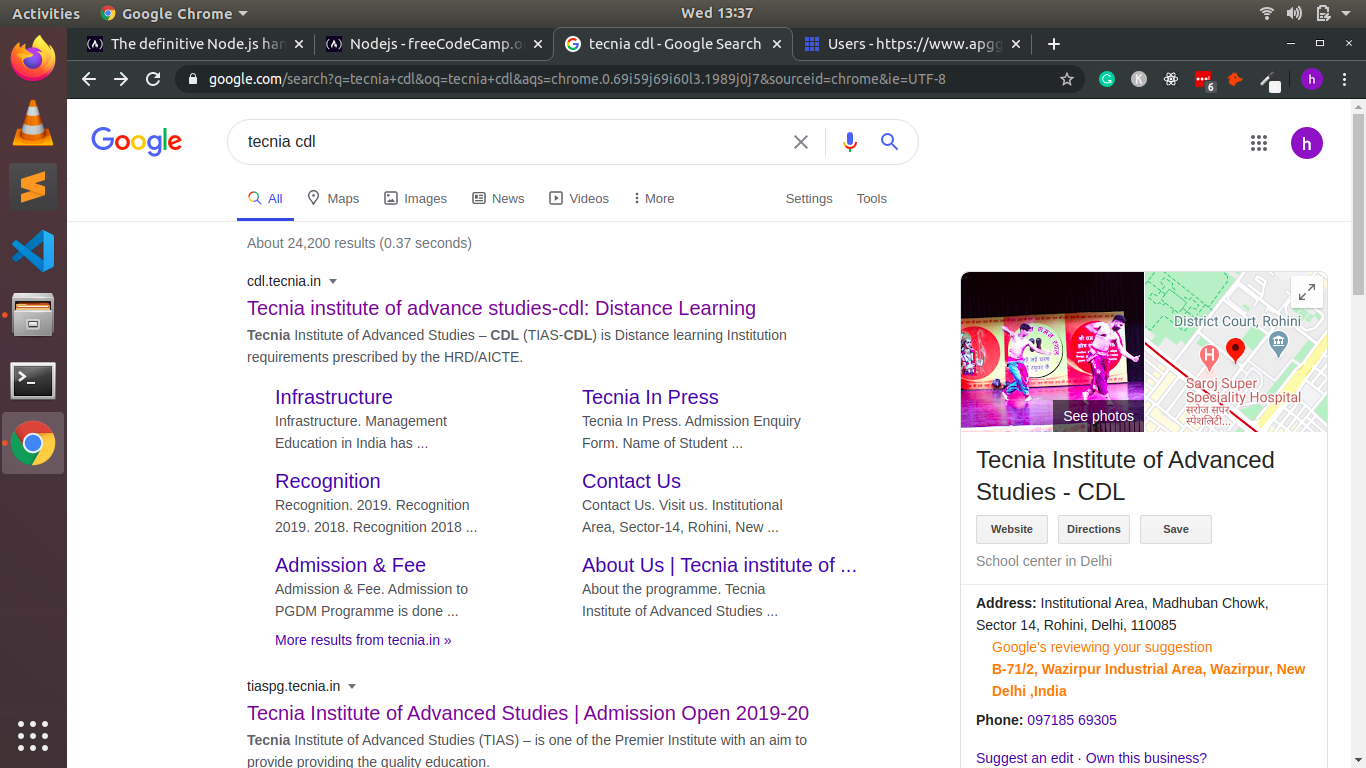 Activities
Google Chrome
Wed 13:37
The definitive Node.js han
Nodejs - freeCodeCamp.o
tecnia cdl - Google Search
Users - https://www.apgg
google.com/search?q=tecnia+cdl&oq=tecnia+cdl&aqs=chrome.0.69i59j69i60l3.1989j0j7&sourceid=chrome&ie=UTF-8
6
h
Google
tecnia cdl
h
All
Maps
Images
News
Videos
More
Settings
Tools
About 24,200 results (0.37 seconds)
cdl.tecnia.in
Tecnia institute of advance studies-cdl: Distance Learning
Tecnia Institute of Advanced Studies – CDL (TIAS-CDL) is Distance learning Institution
requirements prescribed by the HRD/AICTE.
Infrastructure
Infrastructure. Management
Education in India has ...
Tecnia In Press
Tecnia In Press. Admission Enquiry
Form. Name of Student ...
Recognition
Recognition. 2019. Recognition
2019. 2018. Recognition 2018 ...
Contact Us
Contact Us. Visit us. Institutional
Area, Sector-14, Rohini, New ...
Admission & Fee
Admission & Fee. Admission to
PGDM Programme is done ...
About Us | Tecnia institute of ...
About the programme. Tecnia
Institute of Advanced Studies ...
More results from tecnia.in »
tiaspg.tecnia.in
Tecnia Institute of Advanced Studies | Admission Open 2019-20
Tecnia Institute of Advanced Studies (TIAS) – is one of the Premier Institute with an aim to
provide providing the quality education.
See photos
District Court, Rohini
H
Saroj Super
Speciality Hospital
सरोज सुपर
स्पेशलिटी...
Tecnia Institute of Advanced
Studies - CDL
Website
Directions
Save
School center in Delhi
Address: Institutional Area, Madhuban Chowk,
Sector 14, Rohini, Delhi, 110085
Google's reviewing your suggestion
B-71/2, Wazirpur Industrial Area, Wazirpur, New
Delhi ,India
Phone: 097185 69305
Suggest an edit · Own this business?